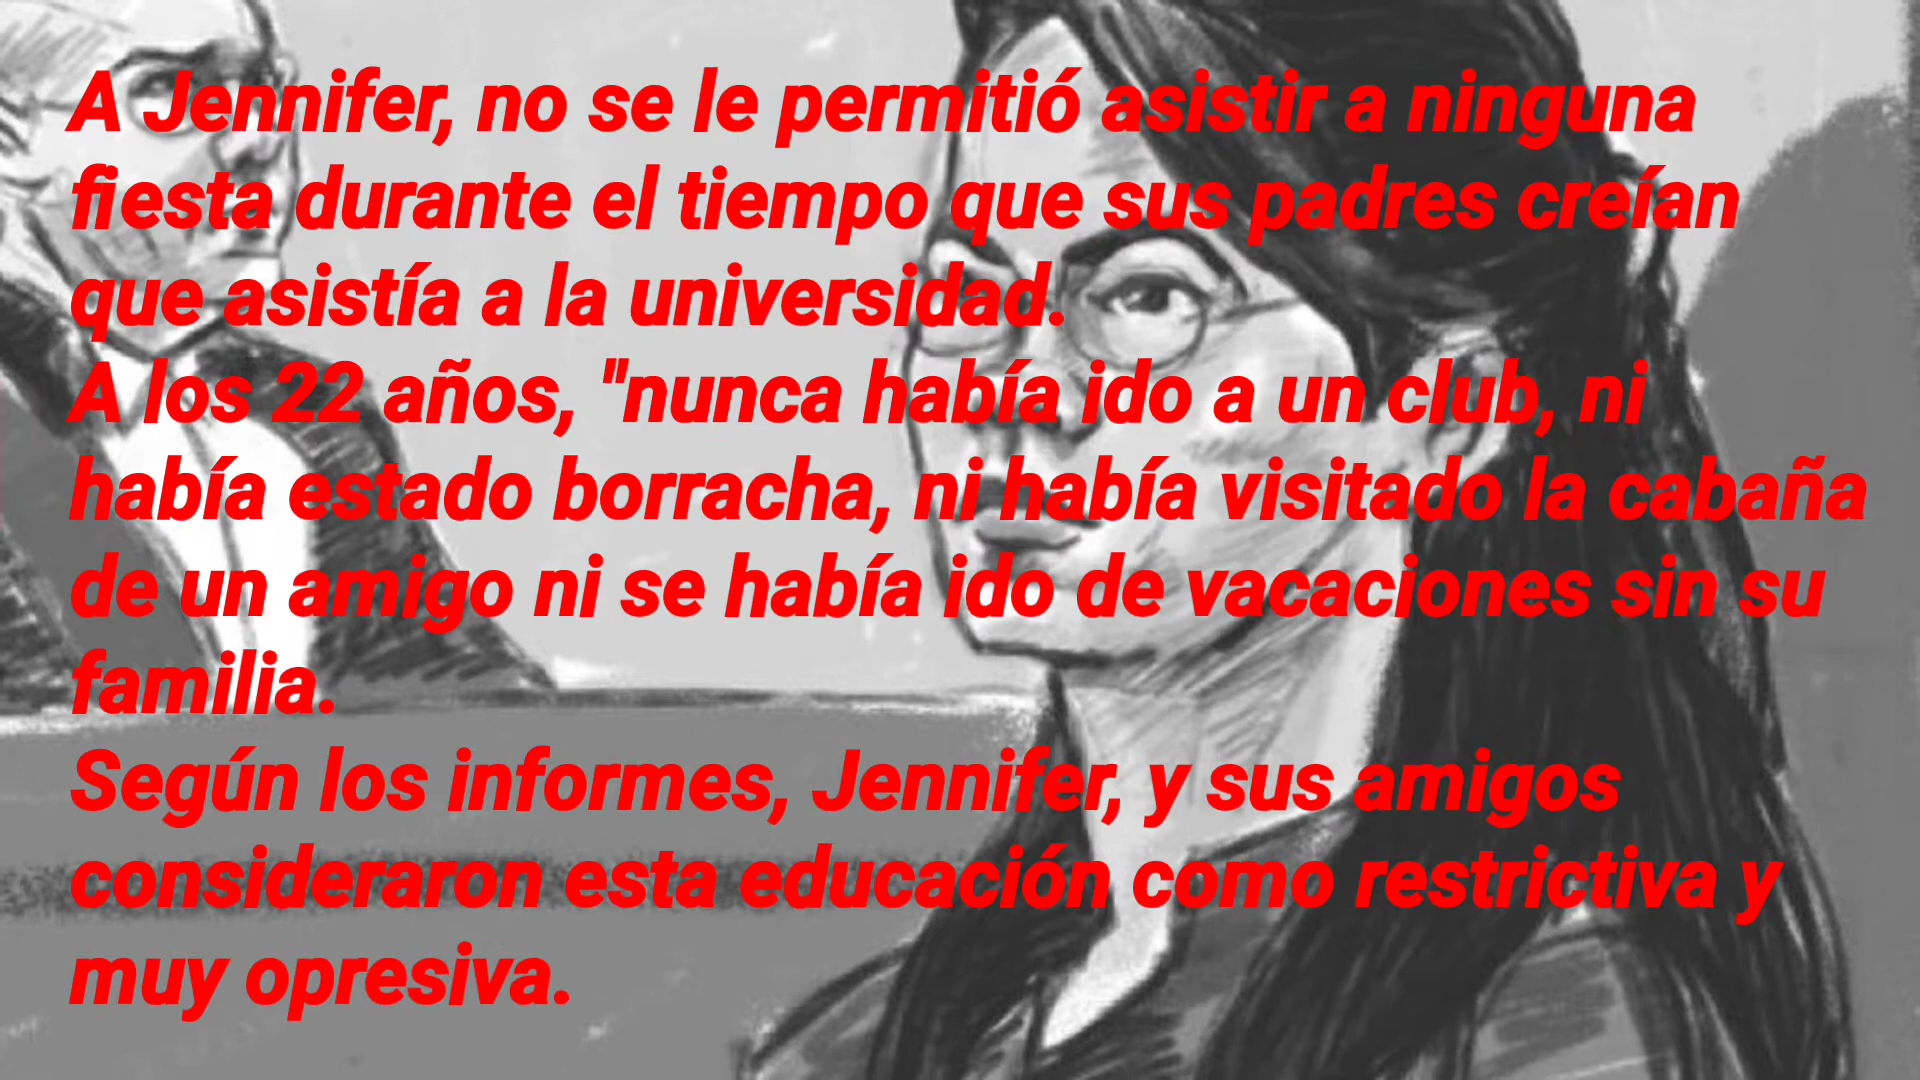 A Jennifer, no se le permitió asistir a ninguna
fiesta durante el tiempo que sus padres creían
que asistía a la universidad.
A los 22 años, "nunca había ido a un club, ni
había estado borracha, ni había visitado la cabaña
de un amigo ni se había ido de vacaciones sin su
familia.
Según los informes, Jennifer, y sus amigos
consideraron esta educación como restrictiva y
muy opresiva.